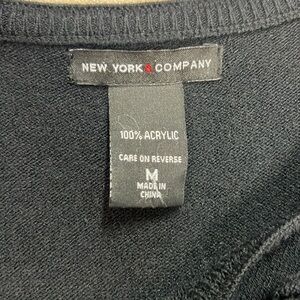 NEW YORK & COMPANY
100% ACRYLIC
CARE ON REVERSE
M
MADE IN
CHINA